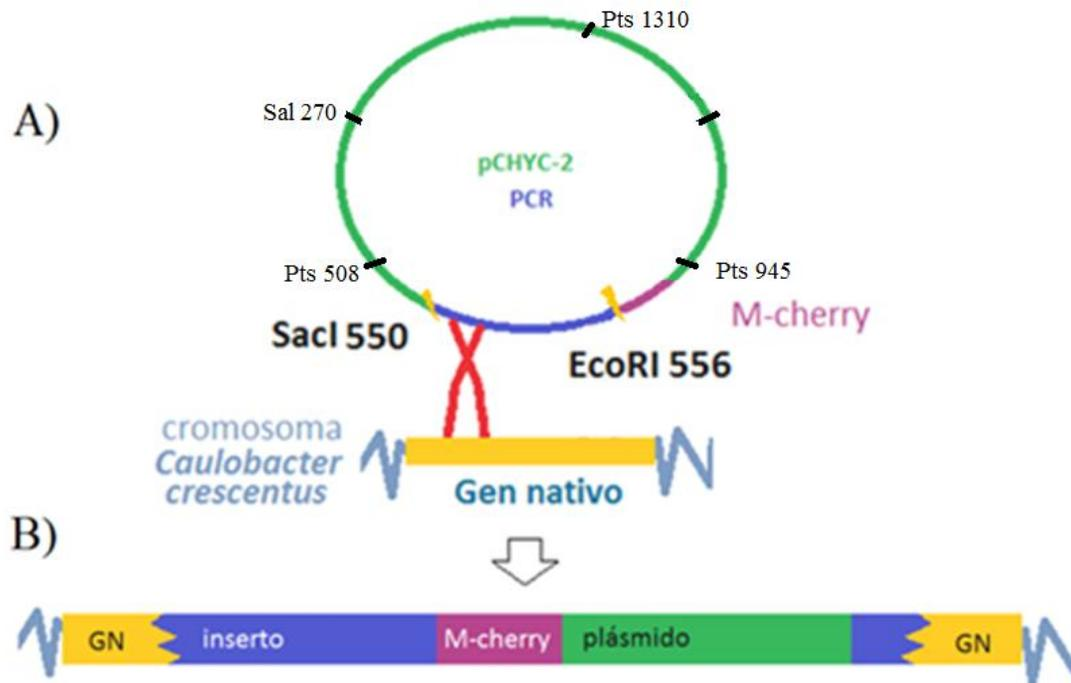 Pts 1310
A)
Sal 270
pCHYC-2
PCR
Pts 508
Pts 945
M-cherry
SacI 550
EcoRI 556
cromosoma
Caulobacter
crescentus
Gen nativo
B)
GN
inserto
M-cherry
plásmido
GN